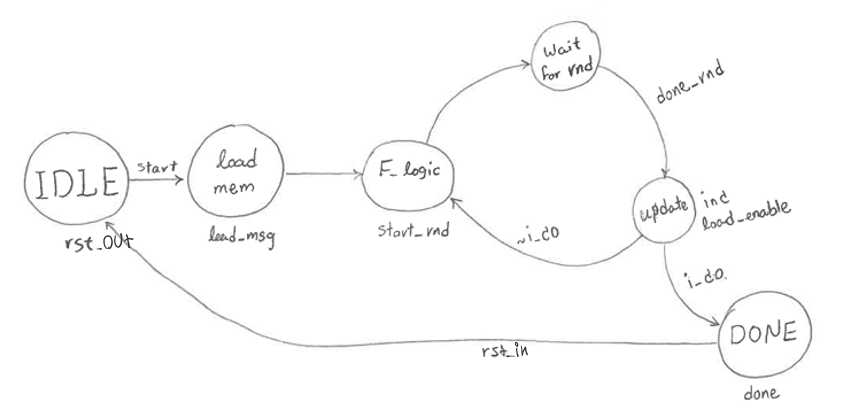 Wait
for rnd
done_rnd
start
load
mem
F_logic
IDLE
update
inc
load_enable
rst_out
load_msg
start_rnd
~i_co
i_co
DONE
rst_in
done